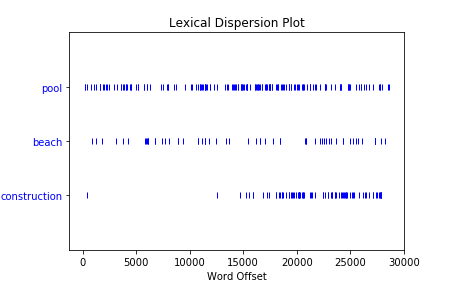 Lexical Dispersion Plot
pool
beach
construction
0 5000 10000 15000 20000 25000 30000
Word Offset